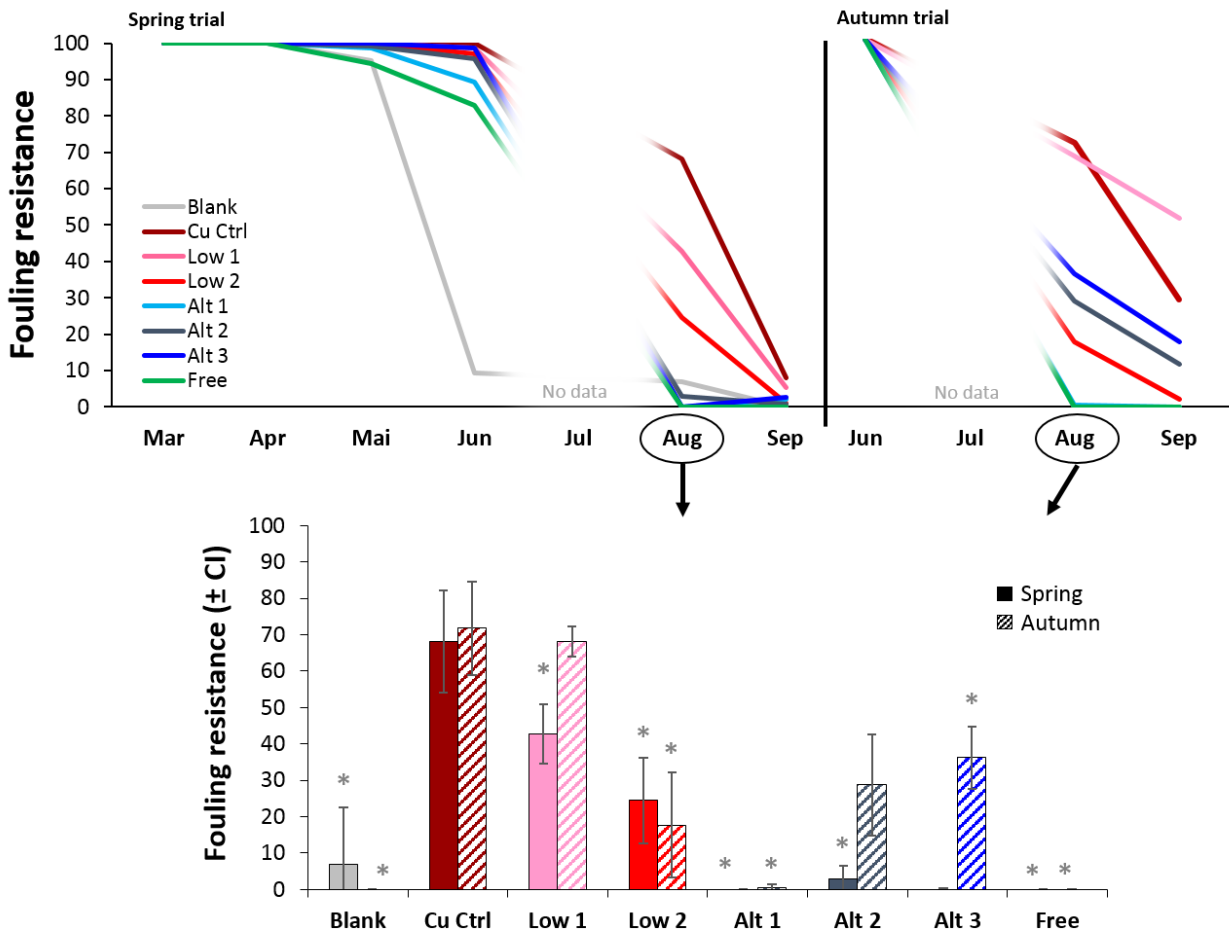 Spring trial
Autumn trial
Fouling resistance
100
90
80
70
60
50
40
30
20
10
0
Blank
Cu Ctrl
Low 1
Low 2
Alt 1
Alt 2
Alt 3
Free
No data
No data
Mar Apr Mai Jun Jul Aug Sep Jun Jul Aug Sep
Fouling resistance (± CI)
100
90
80
70
60
50
40
30
20
10
0
Spring
Autumn
* * * * * * * * * * *
Blank Cu Ctrl Low 1 Low 2 Alt 1 Alt 2 Alt 3 Free